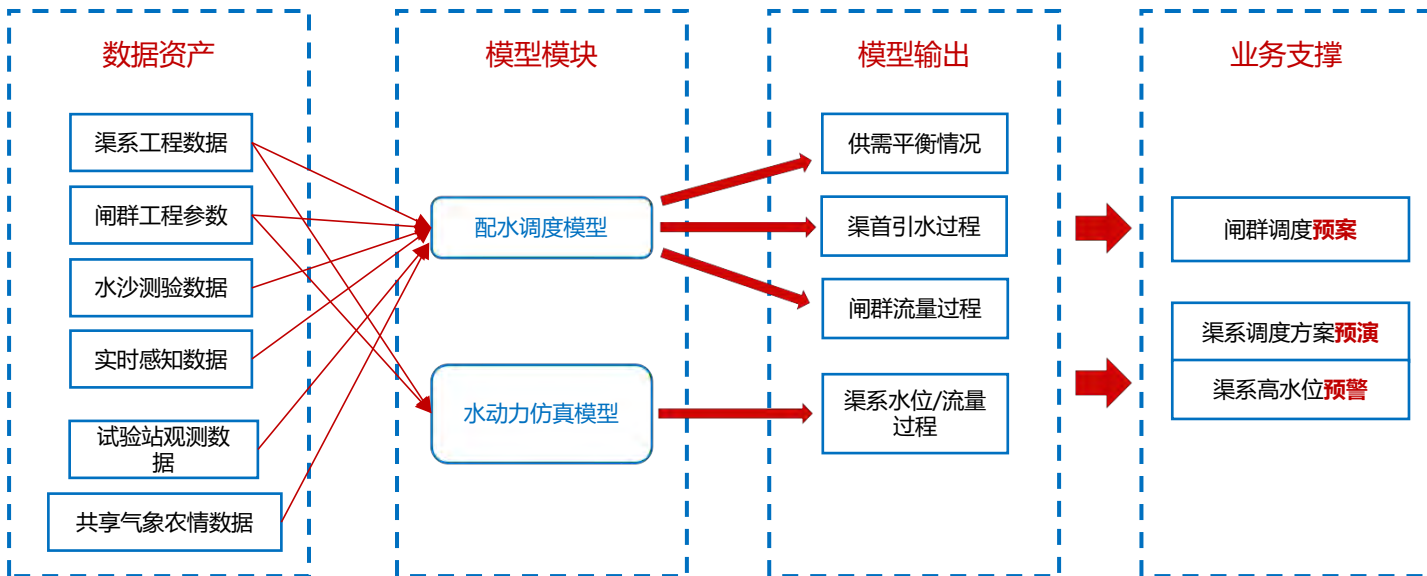 数据资产
渠系工程数据
闸群工程参数
水沙测验数据
实时感知数据
试验站观测数
据
共享气象农情数据
模型模块
配水调度模型
水动力仿真模型
模型输出
供需平衡情况
渠首引水过程
闸群流量过程
渠系水位/流量
过程
业务支撑
闸群调度预案
渠系调度方案预演
渠系高水位预警